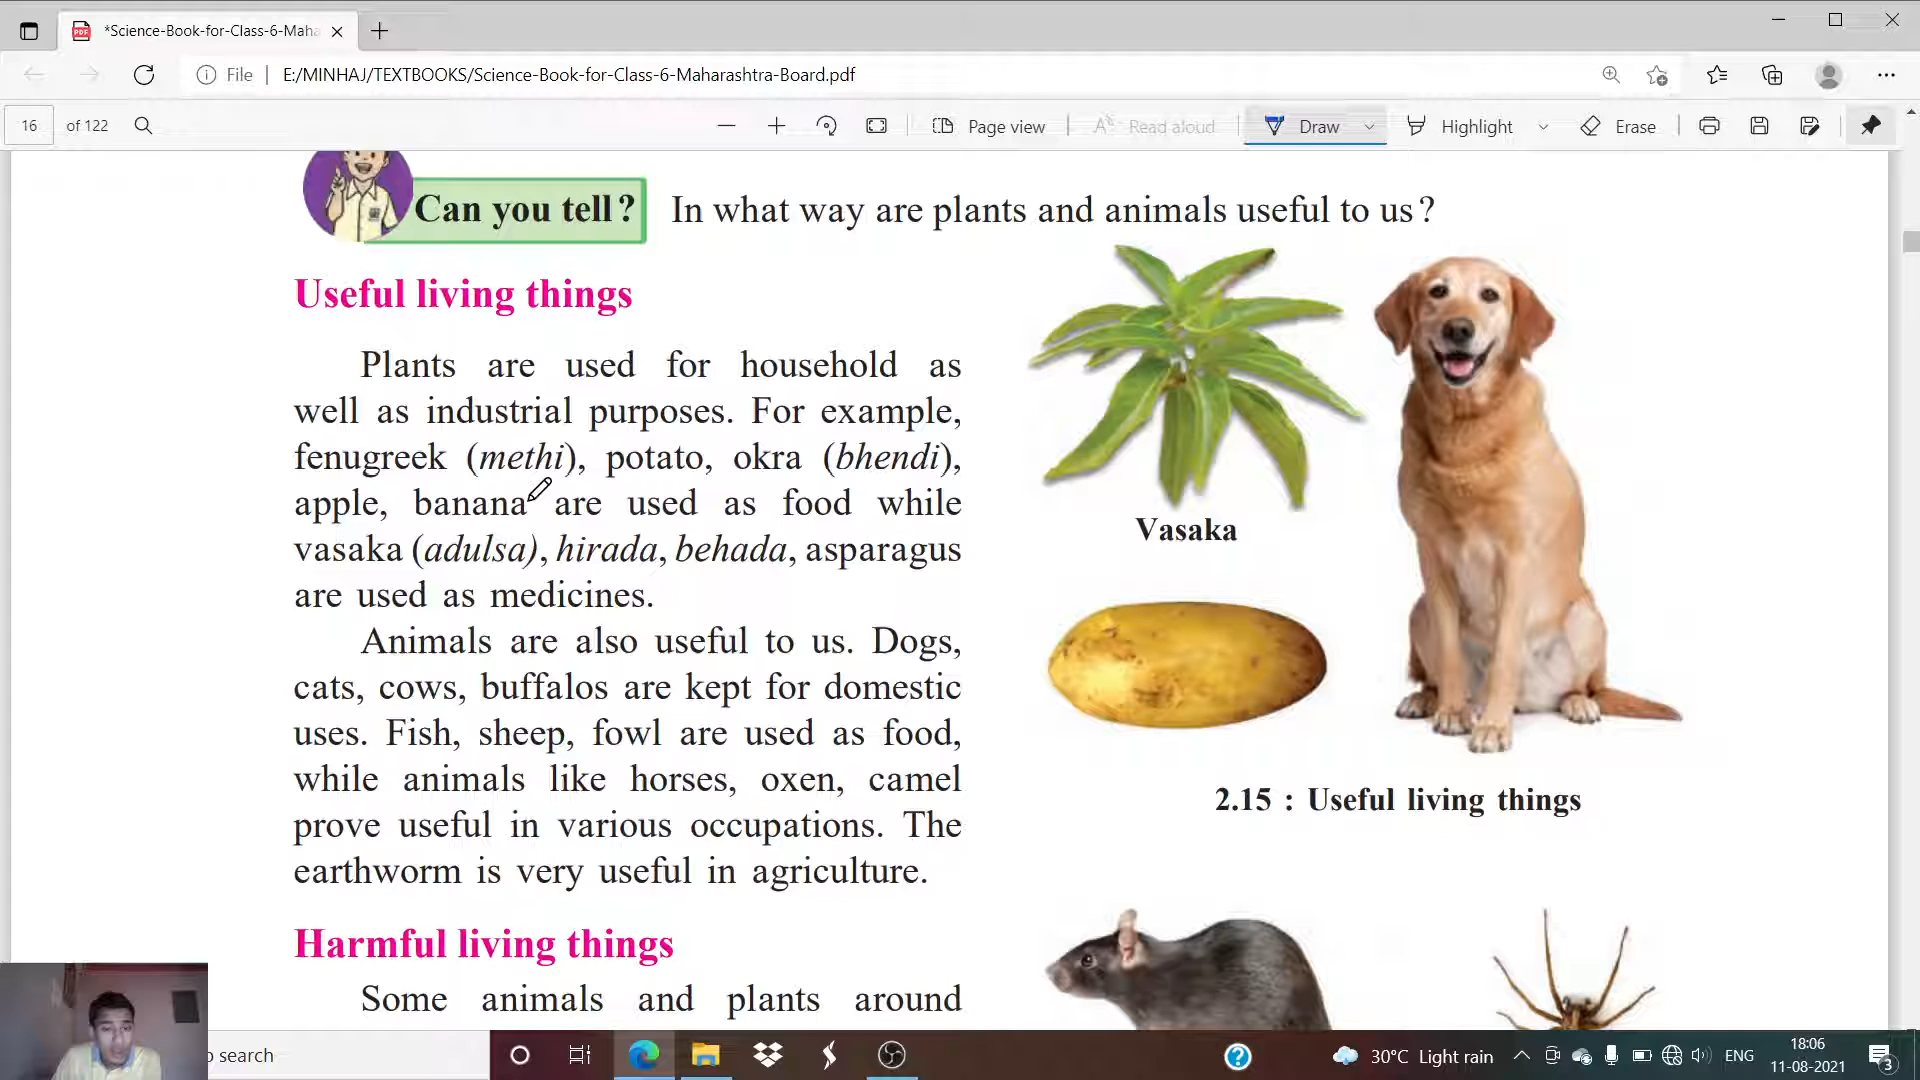 *Science-Book-for-Class-6-Maha
File
E:/MINHAJ/TEXTBOOKS/Science-Book-for-Class-6-Maharashtra-Board.pdf
16 of 122
Page view
Read aloud
Draw
Highlight
Erase
Can you tell?
In what way are plants and animals useful to us?
Useful living things
Plants are used for household as
well as industrial purposes. For example,
fenugreek (methi), potato, okra (bhendi),
apple, banana are used as food while
vasaka (adulsa), hirada, behada, asparagus
are used as medicines.
Animals are also useful to us. Dogs,
cats, cows, buffalos are kept for domestic
uses. Fish, sheep, fowl are used as food,
while animals like horses, oxen, camel
prove useful in various occupations. The
earthworm is very useful in agriculture.
Vasaka
2.15 : Useful living things
Harmful living things
Some animals and plants around
search
30°C Light rain
ENG
18:06
11-08-2021
3